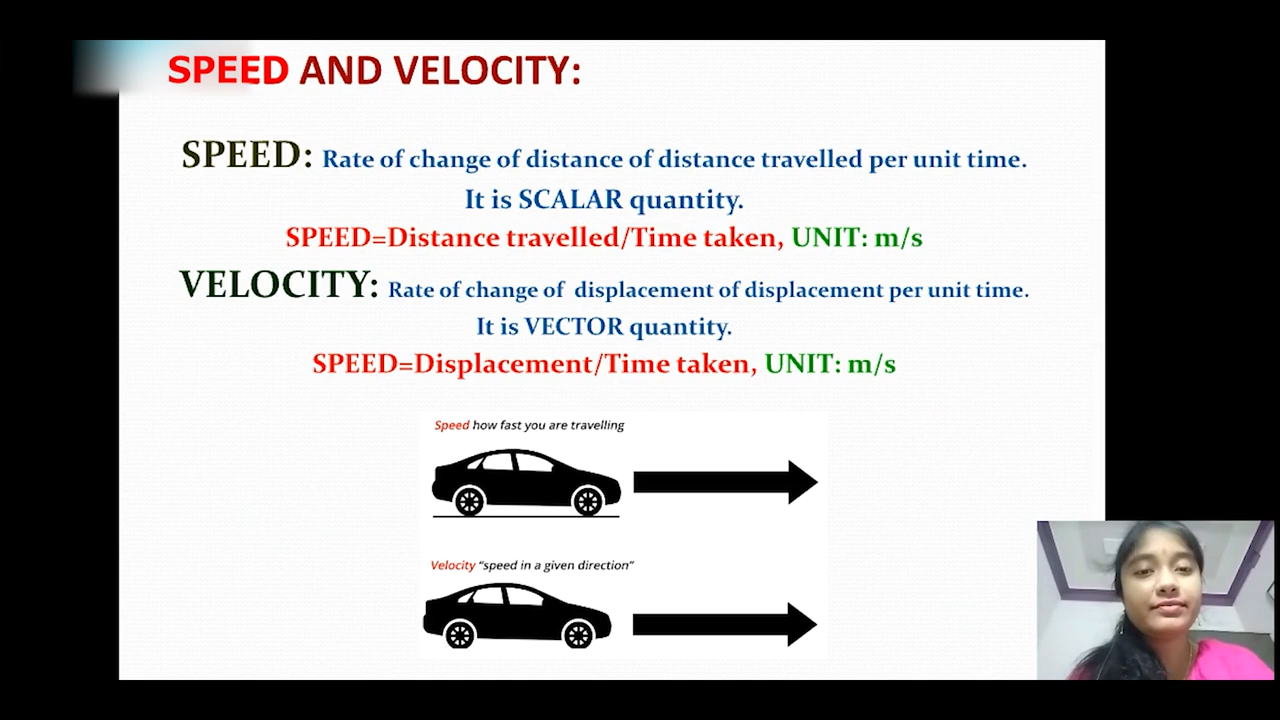 SPEED AND VELOCITY:
SPEED: Rate of change of distance of distance travelled per unit time.
It is SCALAR quantity.
SPEED=Distance travelled/Time taken, UNIT: m/s
VELOCITY: Rate of change of displacement of displacement per unit time.
It is VECTOR quantity.
SPEED=Displacement/Time taken, UNIT: m/s
Speed how fast you are travelling
Velocity “speed in a given direction”